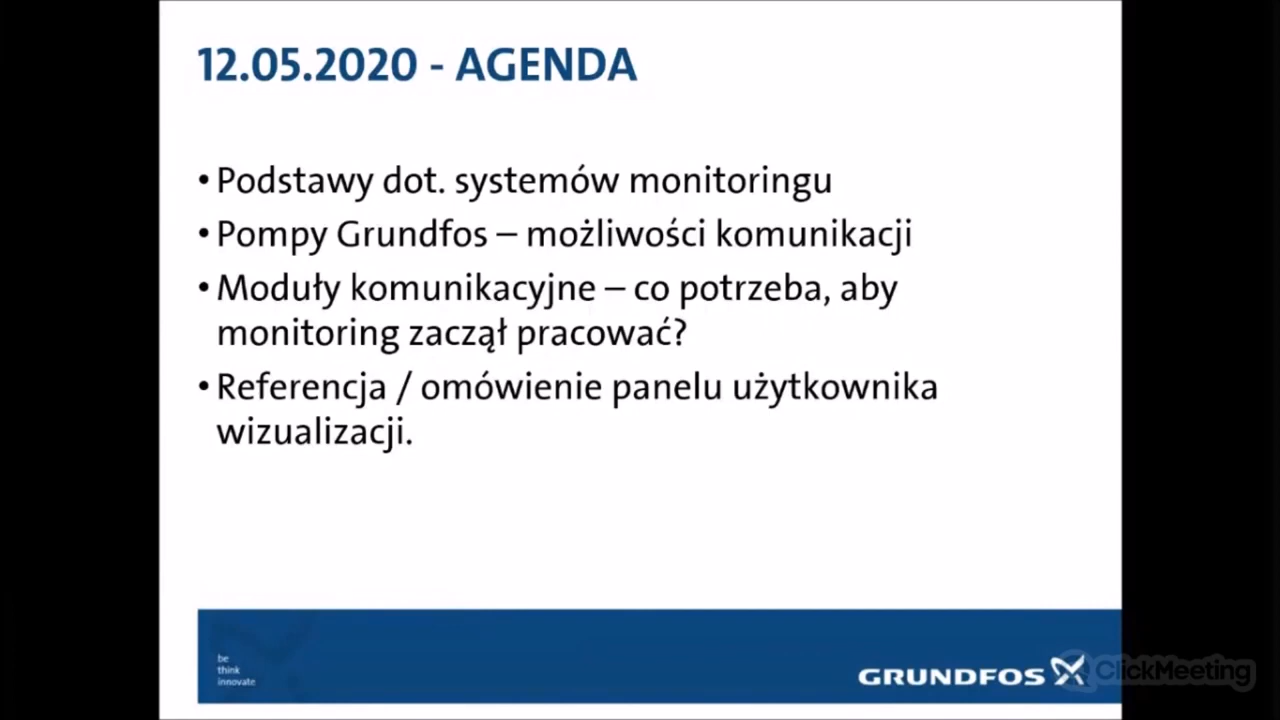 12.05.2020 - AGENDA
• Podstawy dot. systemów monitoringu
• Pompy Grundfos – możliwości komunikacji
• Moduły komunikacyjne – co potrzeba, aby
monitoring zaczął pracować?
• Referencja / omówienie panelu użytkownika
wizualizacji.
be
think
innovate
GRUNDFOS
ClickMeeting